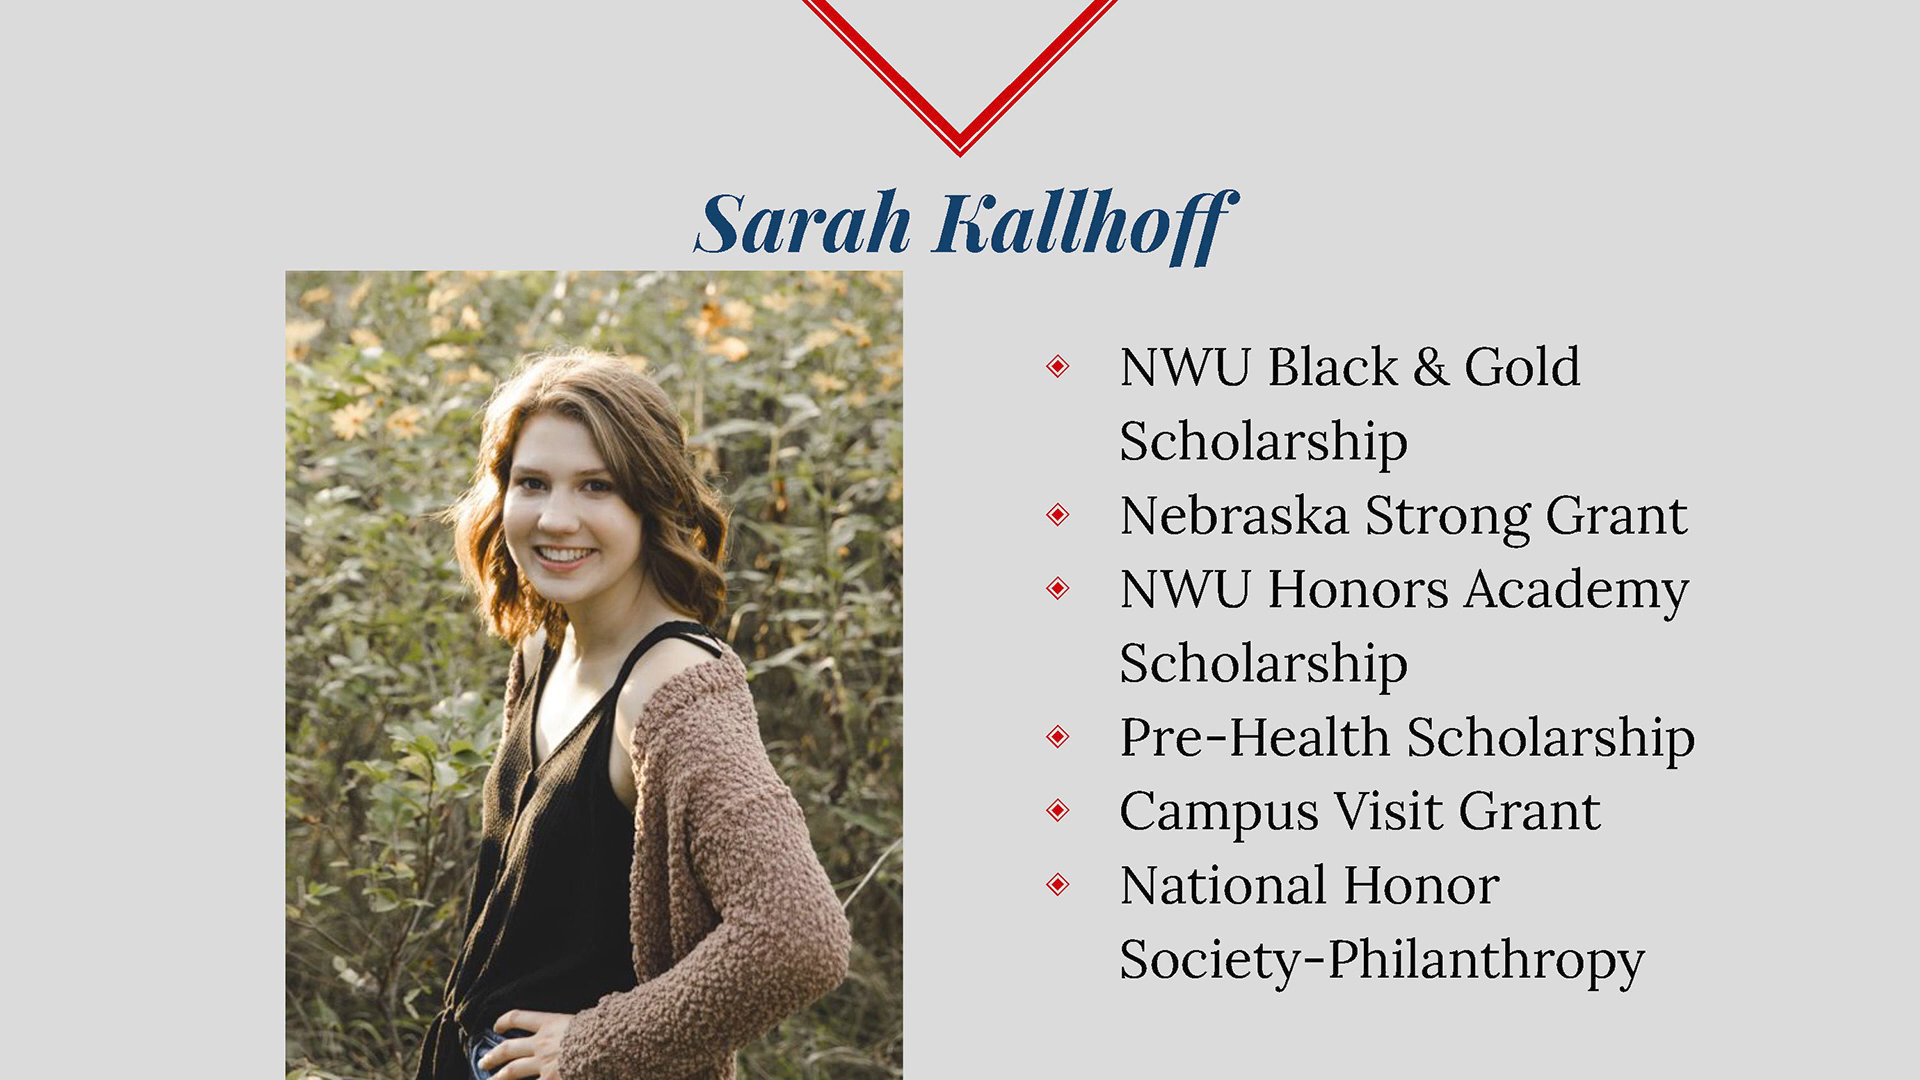 Sarah Kallhoff
NWU Black & Gold
Scholarship
Nebraska Strong Grant
NWU Honors Academy
Scholarship
Pre-Health Scholarship
Campus Visit Grant
National Honor
Society-Philanthropy